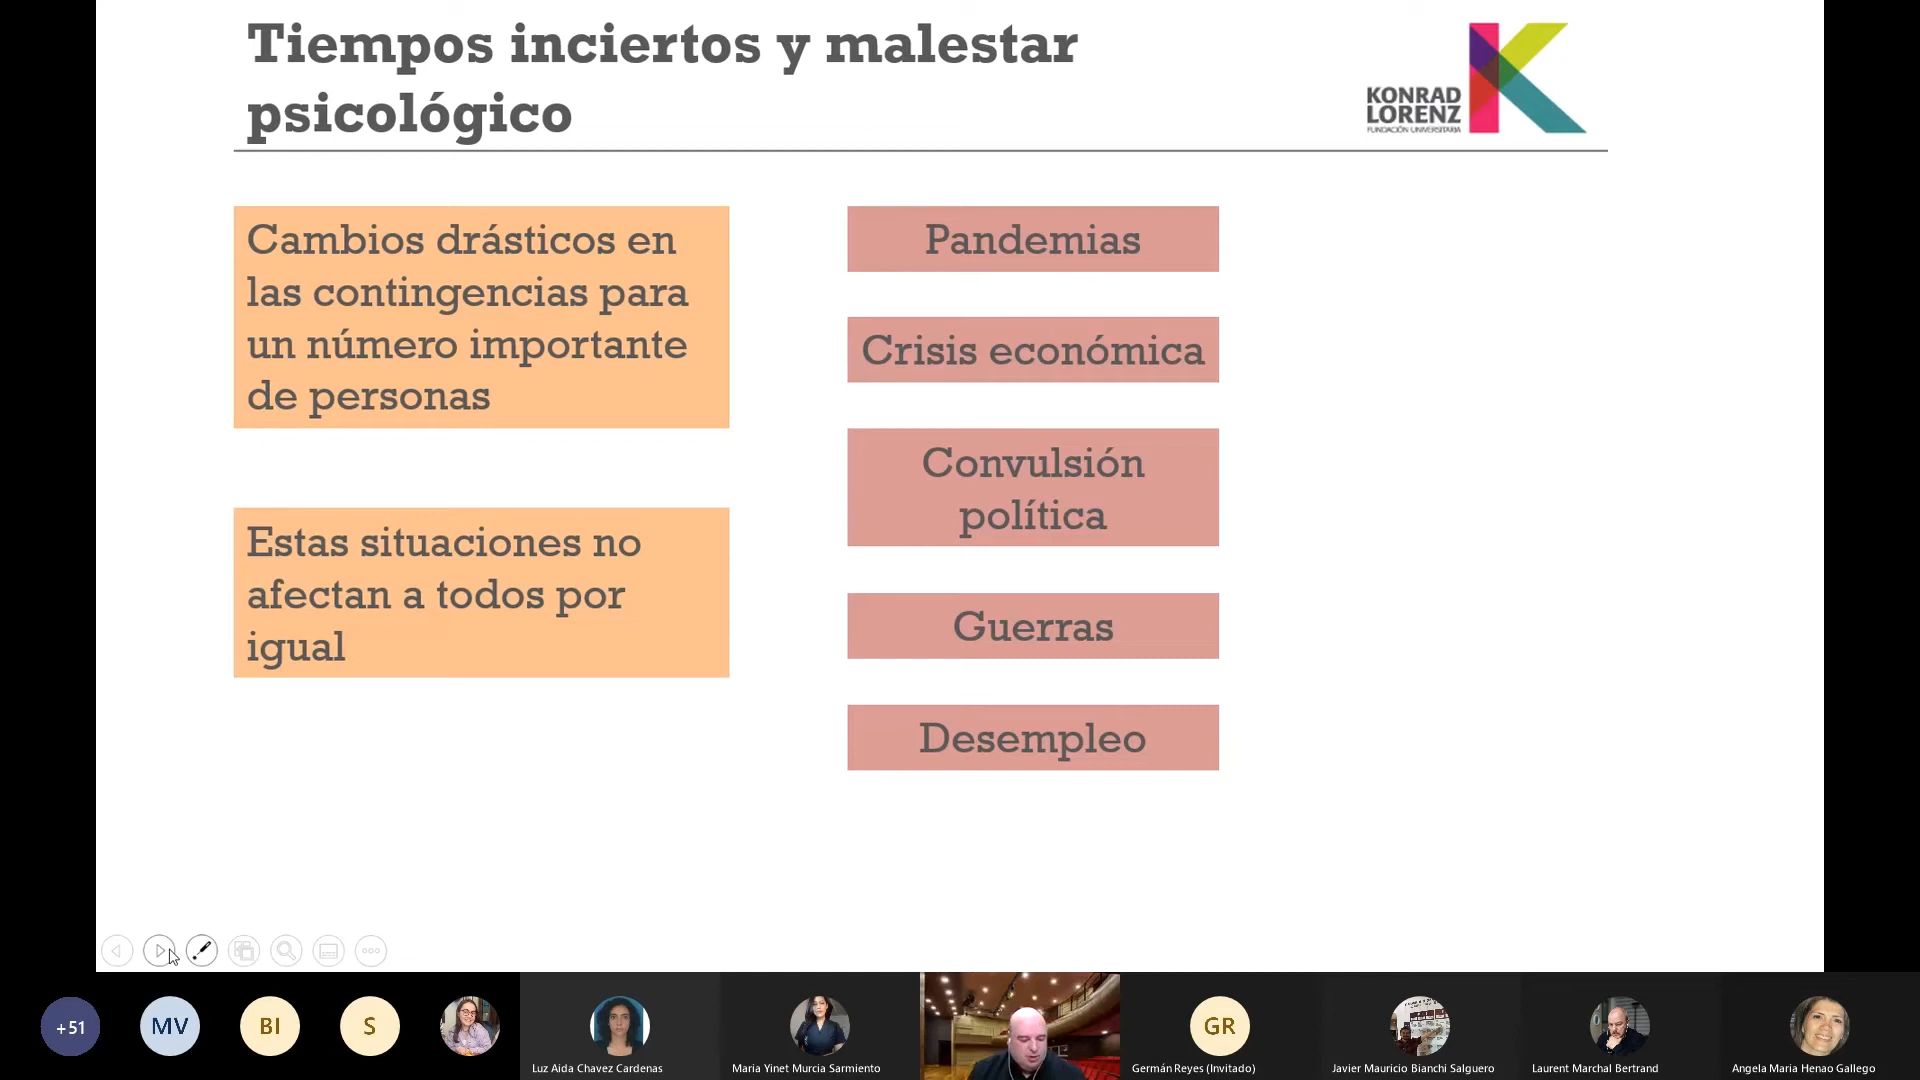 Tiempos inciertos y malestar
psicológico
KONRAD
LORENZ
FUNDACIÓN UNIVERSITARIA
Cambios drásticos en
las contingencias para
un número importante
de personas
Estas situaciones no
afectan a todos por
igual
Pandemias
Crisis económica
Convulsión
política
Guerras
Desempleo
+51
MV
BI
S
GR
Luz Aida Chavez Cardenas
Maria Yinet Murcia Sarmiento
Germán Reyes (Invitado)
Javier Mauricio Bianchi Salguero
Laurent Marchal Bertrand
Angela Maria Henao Gallego